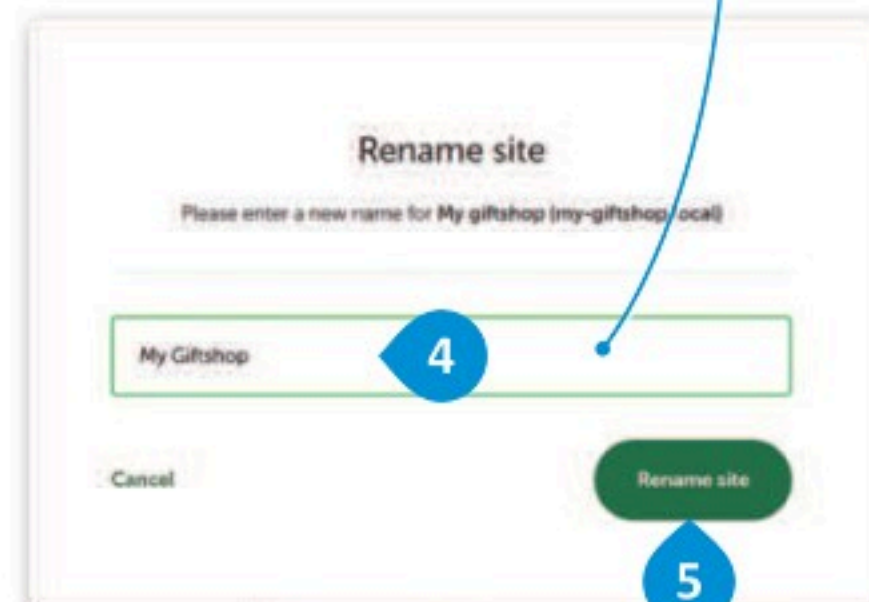 Rename site
Please enter a new name for My giftshop (my-giftshop.local)
My Giftshop
4
Cancel
Rename site
5